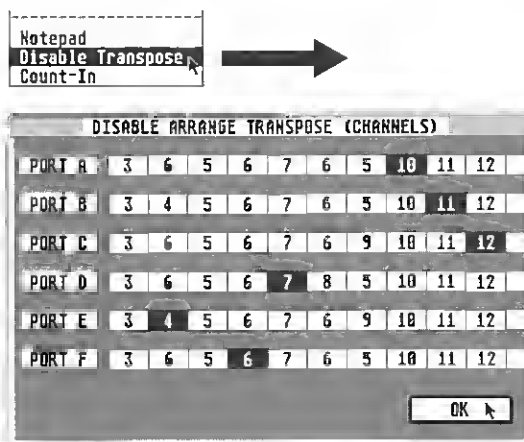 Notepad
Disable Transpose
Count-In
DISABLE ARRANGE TRANSPOSE (CHANNELS)
PORT A 3 6 5 6 7 6 5 10 11 12
PORT B 3 4 5 6 7 6 5 10 11 12
PORT C 3 6 5 6 7 6 9 10 11 12
PORT D 3 6 5 6 7 8 5 10 11 12
PORT E 3 4 5 6 7 6 9 10 11 12
PORT F 3 6 5 6 7 6 5 10 11 12
OK